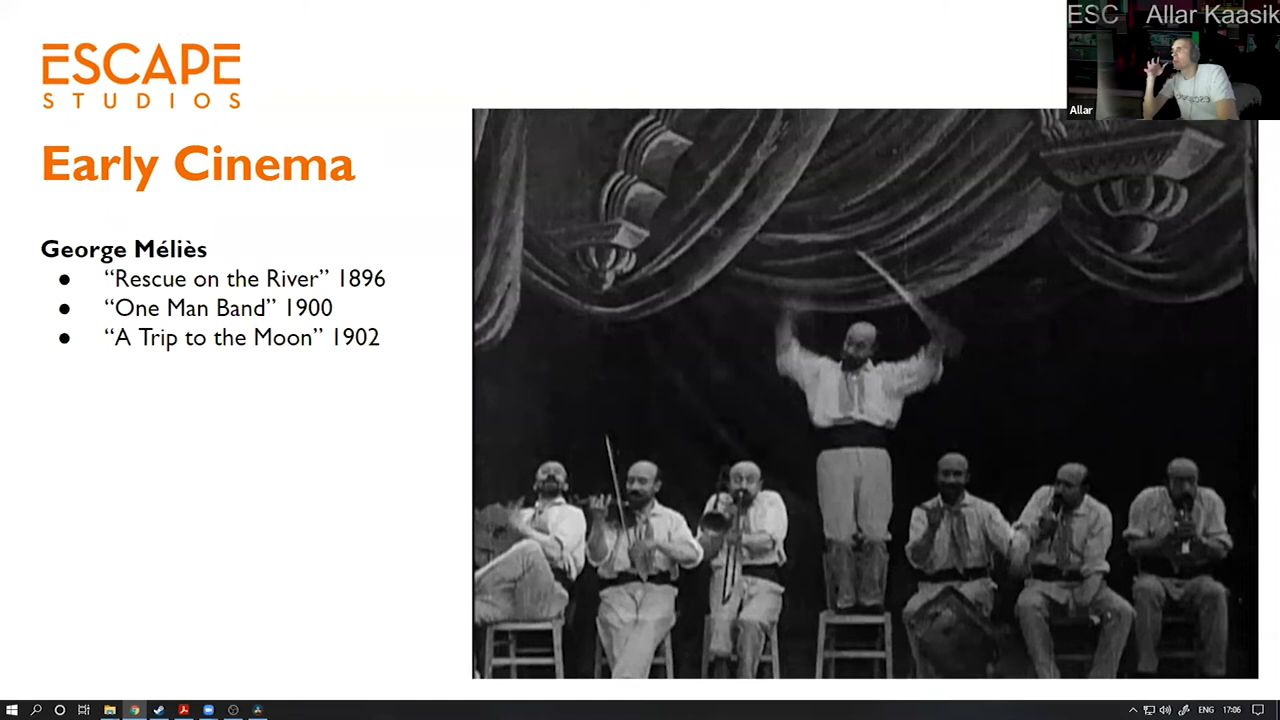 ESC Allar Kaasik
ESCAPE
STUDIOS
Allar
Early Cinema
George Méliès
● “Rescue on the River” 1896
● “One Man Band” 1900
● “A Trip to the Moon” 1902
ENG 17:06